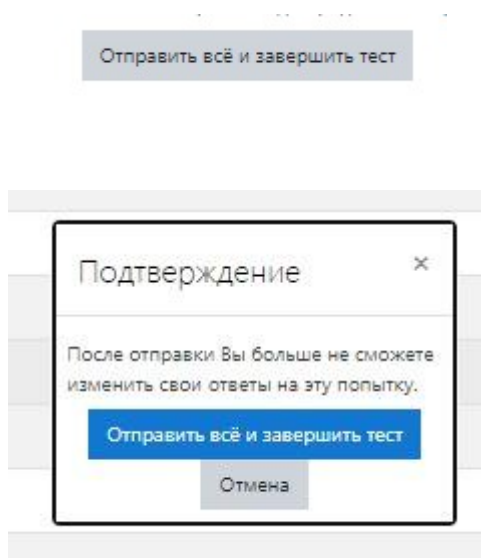 Отправить всё и завершить тест
Подтверждение ×
После отправки Вы больше не сможете
изменить свои ответы на эту попытку.
Отправить всё и завершить тест
Отмена